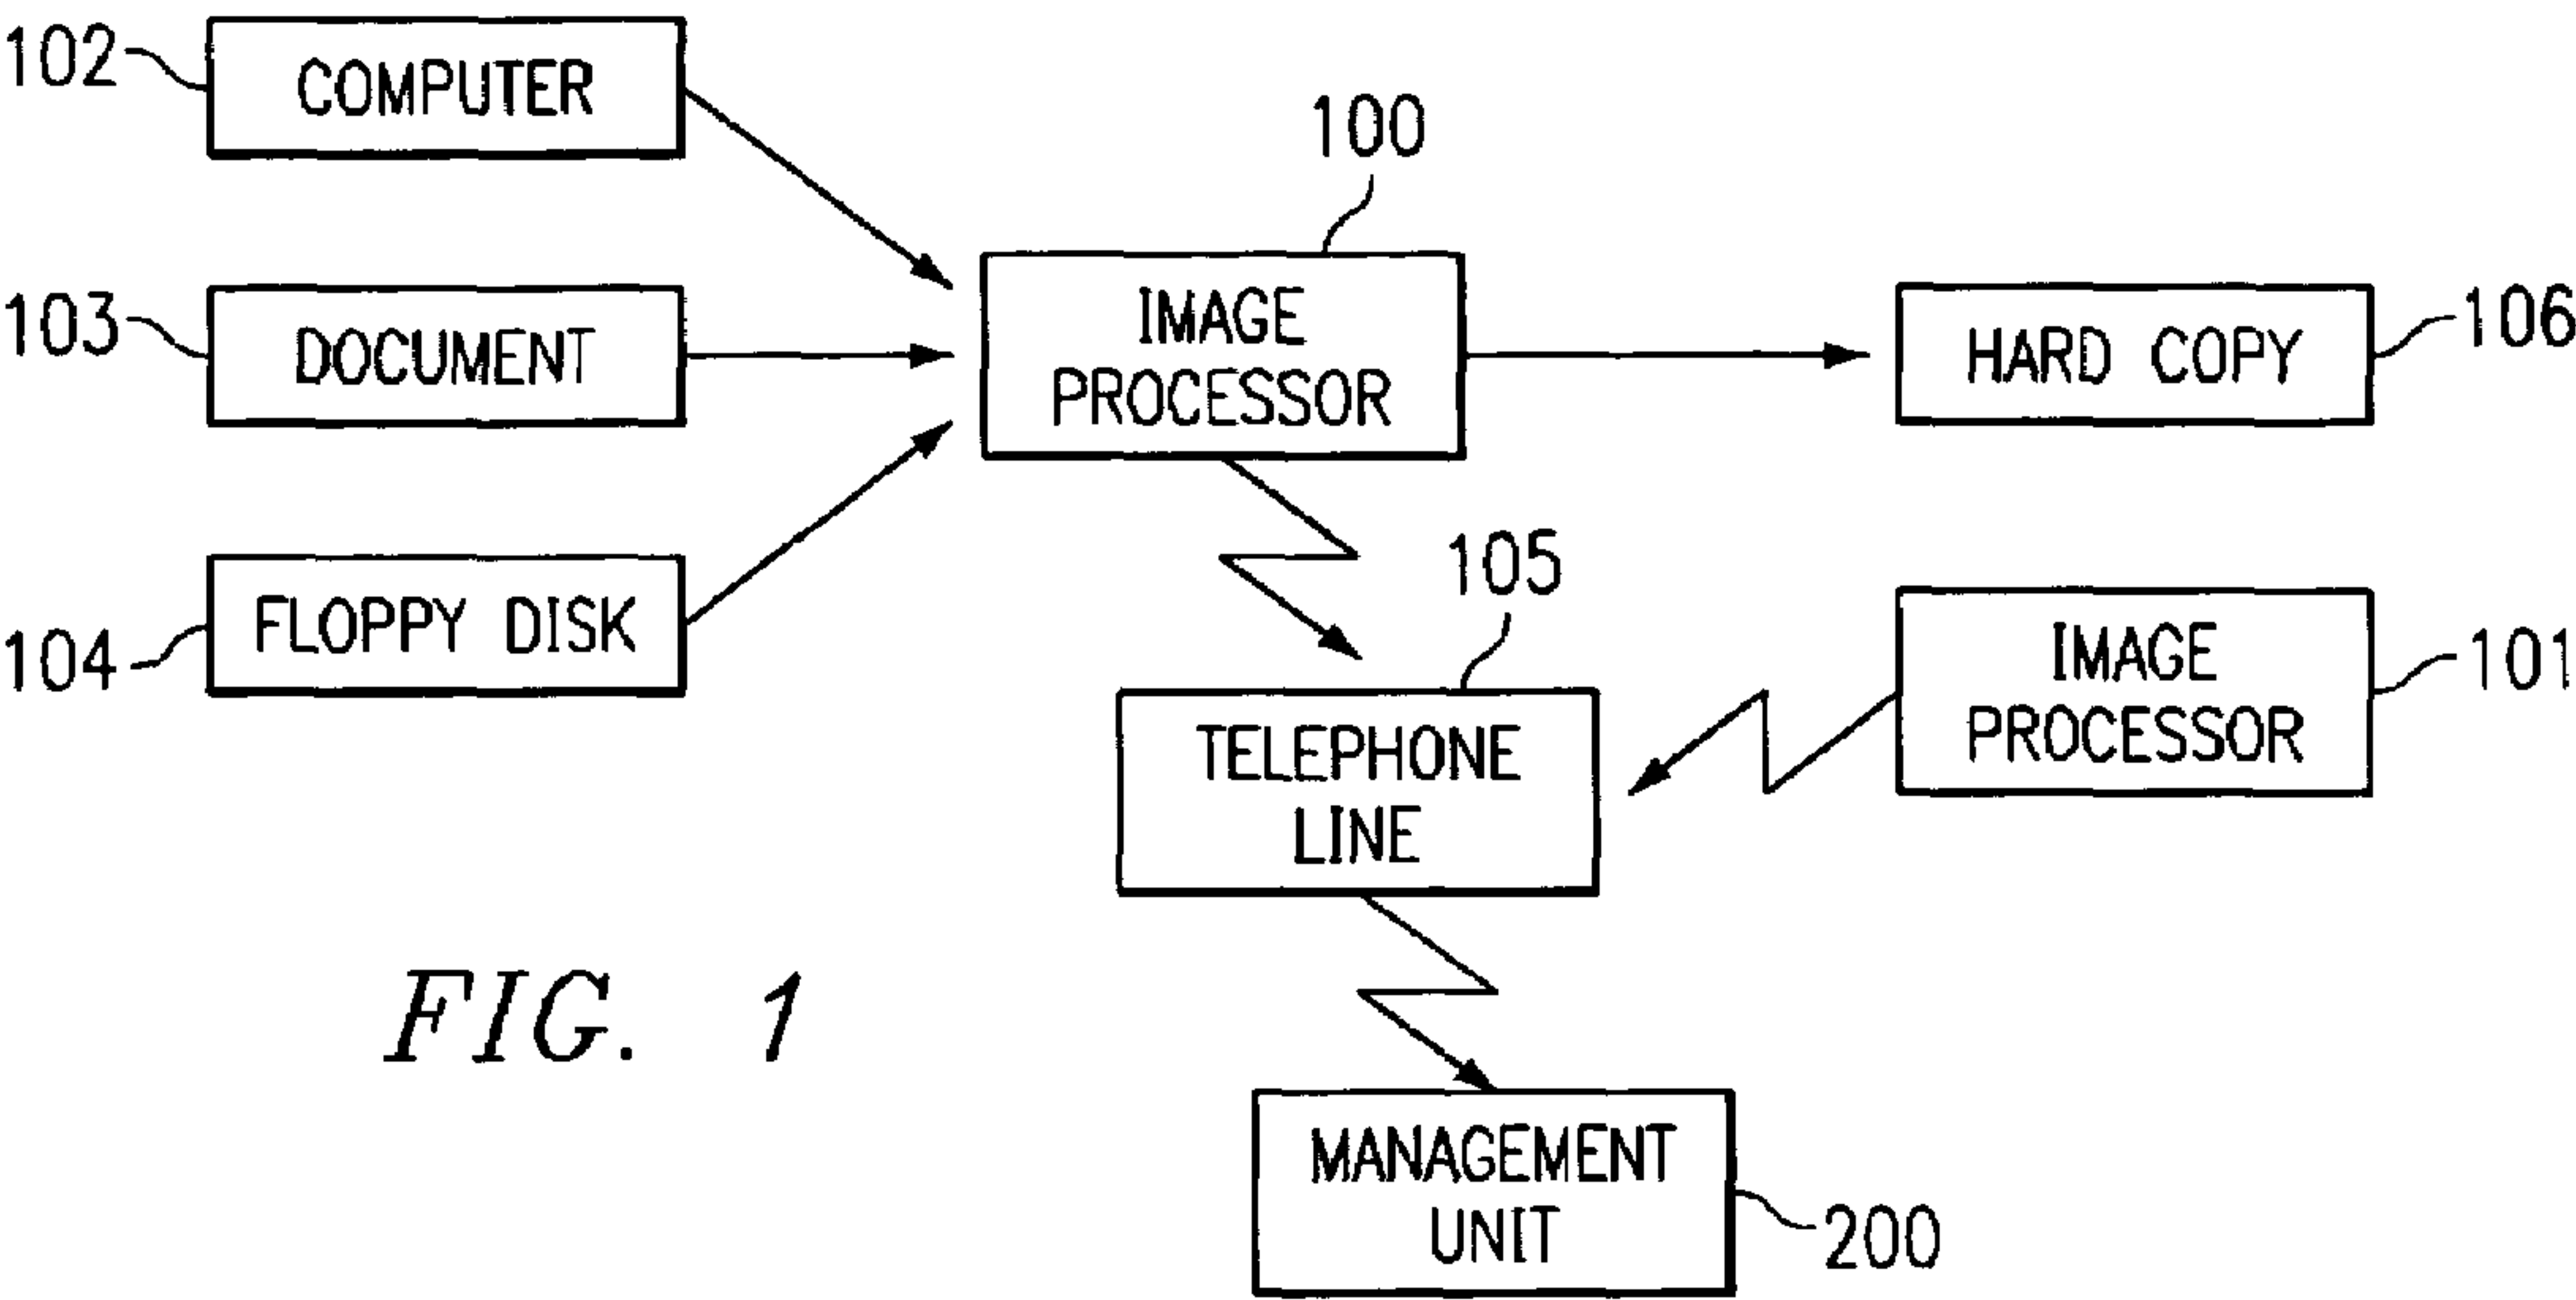 102
COMPUTER
100
103
DOCUMENT
IMAGE
PROCESSOR
HARD COPY
106
104
FLOPPY DISK
105
TELEPHONE
LINE
IMAGE
PROCESSOR
101
FIG. 1
MANAGEMENT
UNIT
200